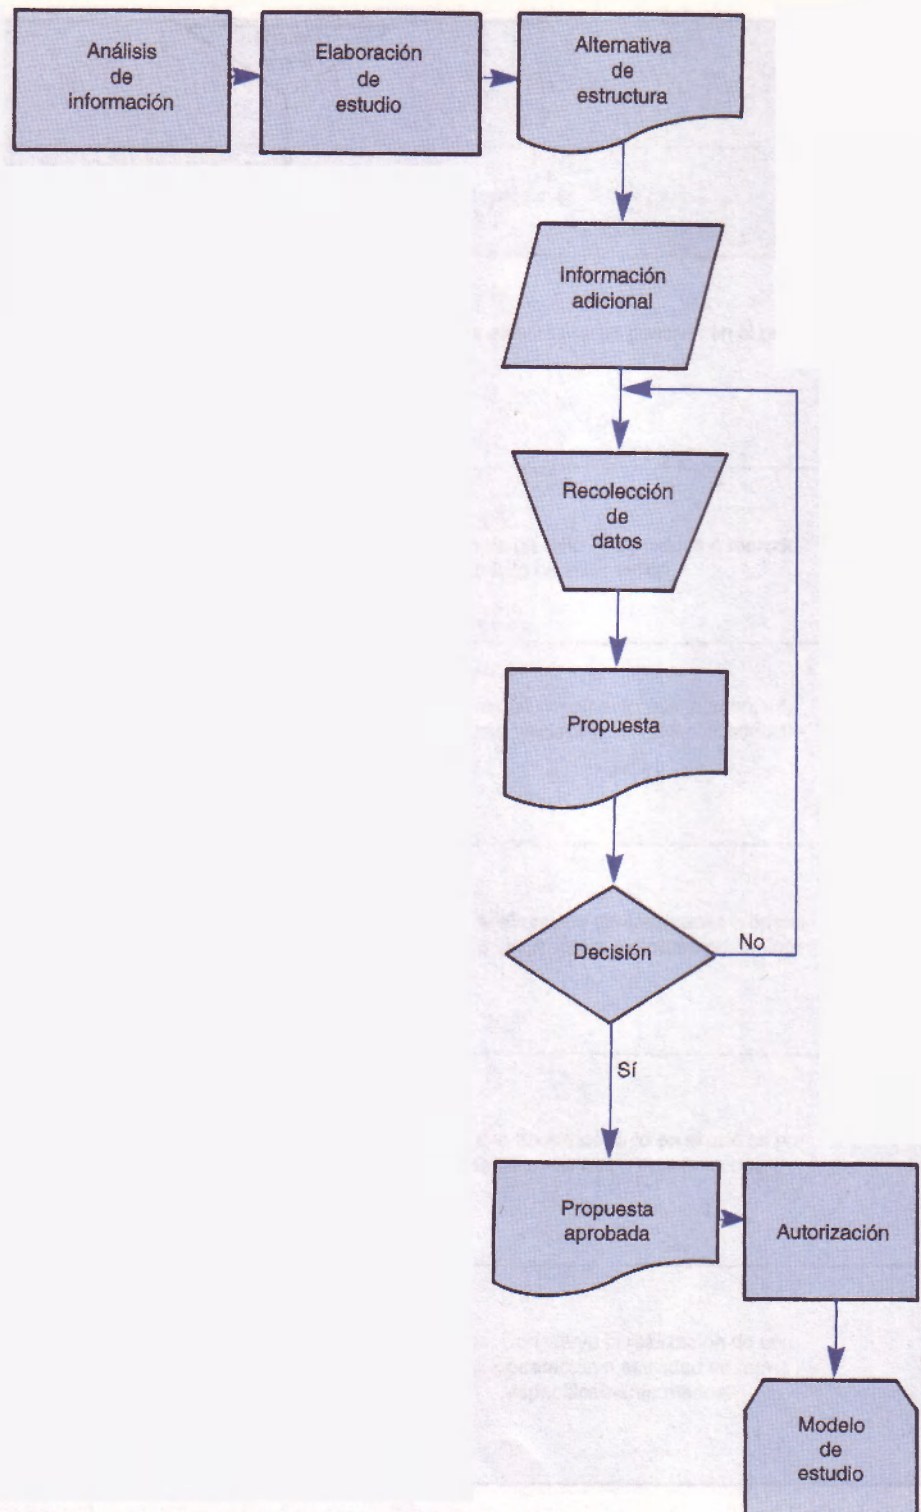 Análisis
de
información
Elaboración
de
estudio
Alternativa
de
estructura
Información
adicional
Recolección
de
datos
Propuesta
Decisión
No
Sí
Propuesta
aprobada
Autorización
Modelo
de
estudio